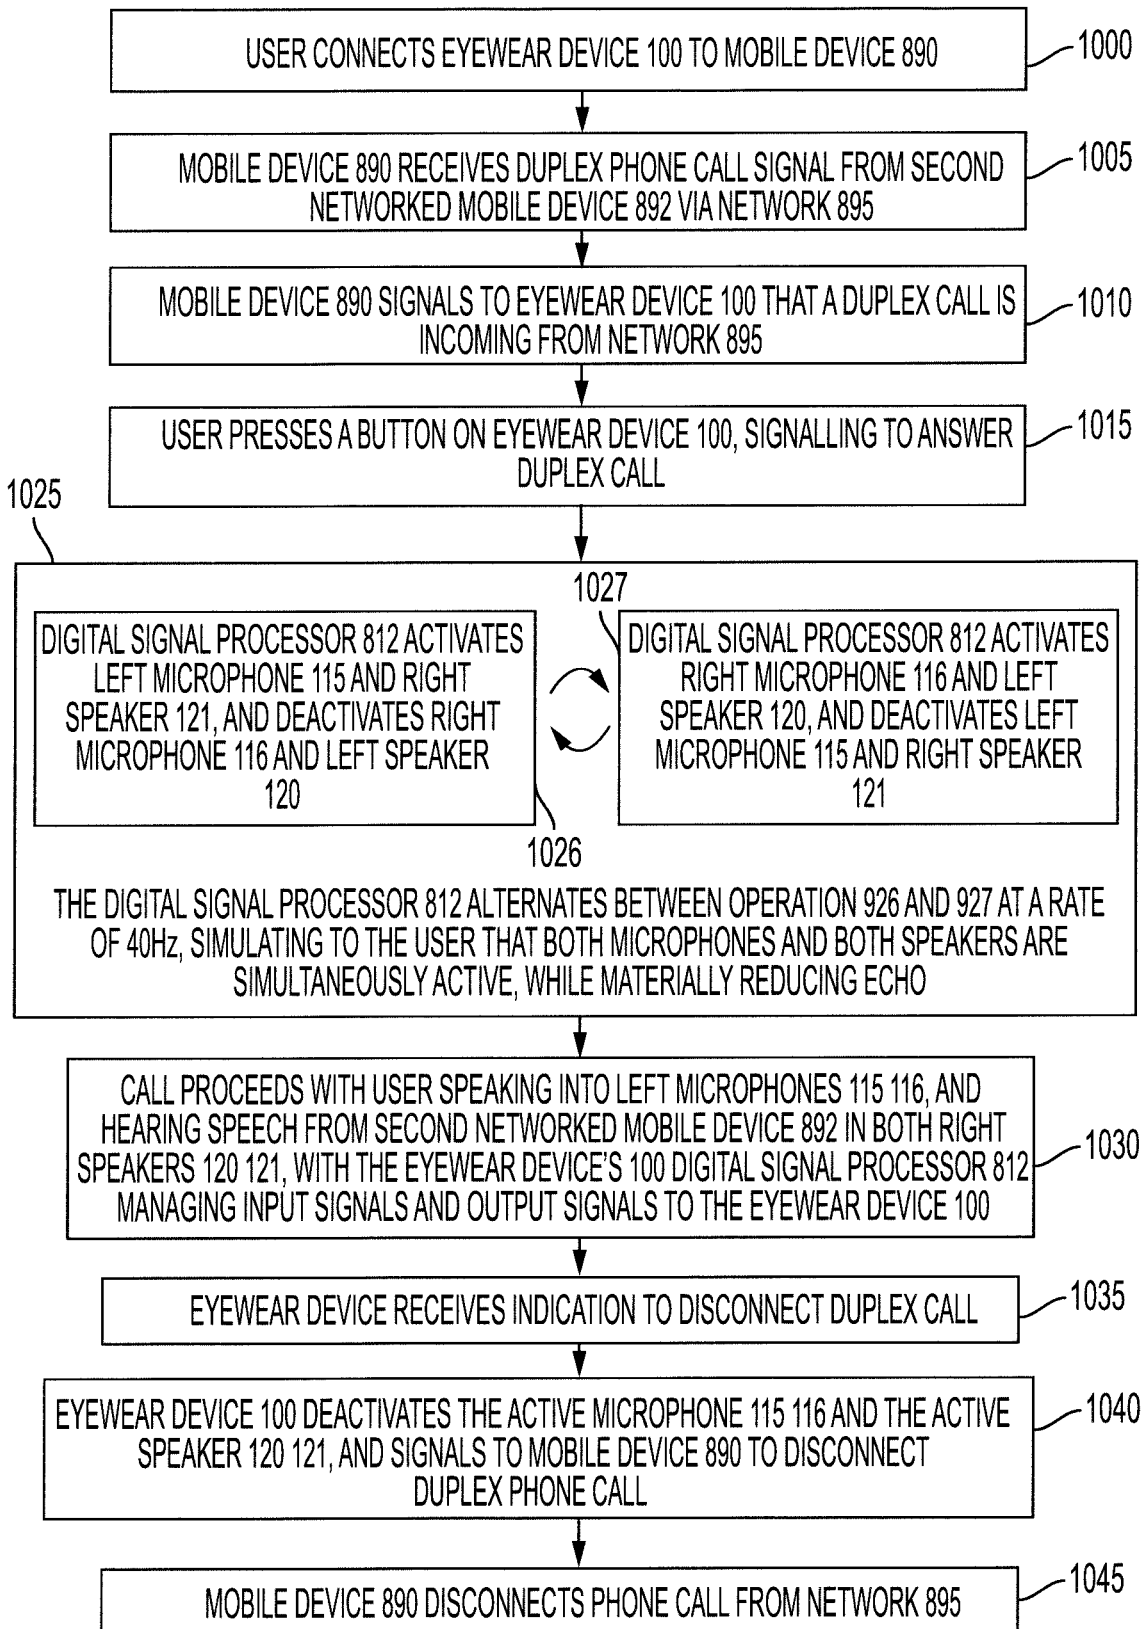 USER CONNECTS EYEWEAR DEVICE 100 TO MOBILE DEVICE 890
1000
MOBILE DEVICE 890 RECEIVES DUPLEX PHONE CALL SIGNAL FROM SECOND
NETWORKED MOBILE DEVICE 892 VIA NETWORK 895
1005
MOBILE DEVICE 890 SIGNALS TO EYEWEAR DEVICE 100 THAT A DUPLEX CALL IS
INCOMING FROM NETWORK 895
1010
USER PRESSES A BUTTON ON EYEWEAR DEVICE 100, SIGNALLING TO ANSWER
DUPLEX CALL
1015
1025
DIGITAL SIGNAL PROCESSOR 812 ACTIVATES
LEFT MICROPHONE 115 AND RIGHT
SPEAKER 121, AND DEACTIVATES RIGHT
MICROPHONE 116 AND LEFT SPEAKER
120
1026
1027
DIGITAL SIGNAL PROCESSOR 812 ACTIVATES
RIGHT MICROPHONE 116 AND LEFT
SPEAKER 120, AND DEACTIVATES LEFT
MICROPHONE 115 AND RIGHT SPEAKER
121
THE DIGITAL SIGNAL PROCESSOR 812 ALTERNATES BETWEEN OPERATION 926 AND 927 AT A RATE
OF 40Hz, SIMULATING TO THE USER THAT BOTH MICROPHONES AND BOTH SPEAKERS ARE
SIMULTANEOUSLY ACTIVE, WHILE MATERIALLY REDUCING ECHO
CALL PROCEEDS WITH USER SPEAKING INTO LEFT MICROPHONES 115 116, AND
HEARING SPEECH FROM SECOND NETWORKED MOBILE DEVICE 892 IN BOTH RIGHT
SPEAKERS 120 121, WITH THE EYEWEAR DEVICE'S 100 DIGITAL SIGNAL PROCESSOR 812
MANAGING INPUT SIGNALS AND OUTPUT SIGNALS TO THE EYEWEAR DEVICE 100
1030
EYEWEAR DEVICE RECEIVES INDICATION TO DISCONNECT DUPLEX CALL
1035
EYEWEAR DEVICE 100 DEACTIVATES THE ACTIVE MICROPHONE 115 116 AND THE ACTIVE
SPEAKER 120 121, AND SIGNALS TO MOBILE DEVICE 890 TO DISCONNECT
DUPLEX PHONE CALL
1040
MOBILE DEVICE 890 DISCONNECTS PHONE CALL FROM NETWORK 895
1045